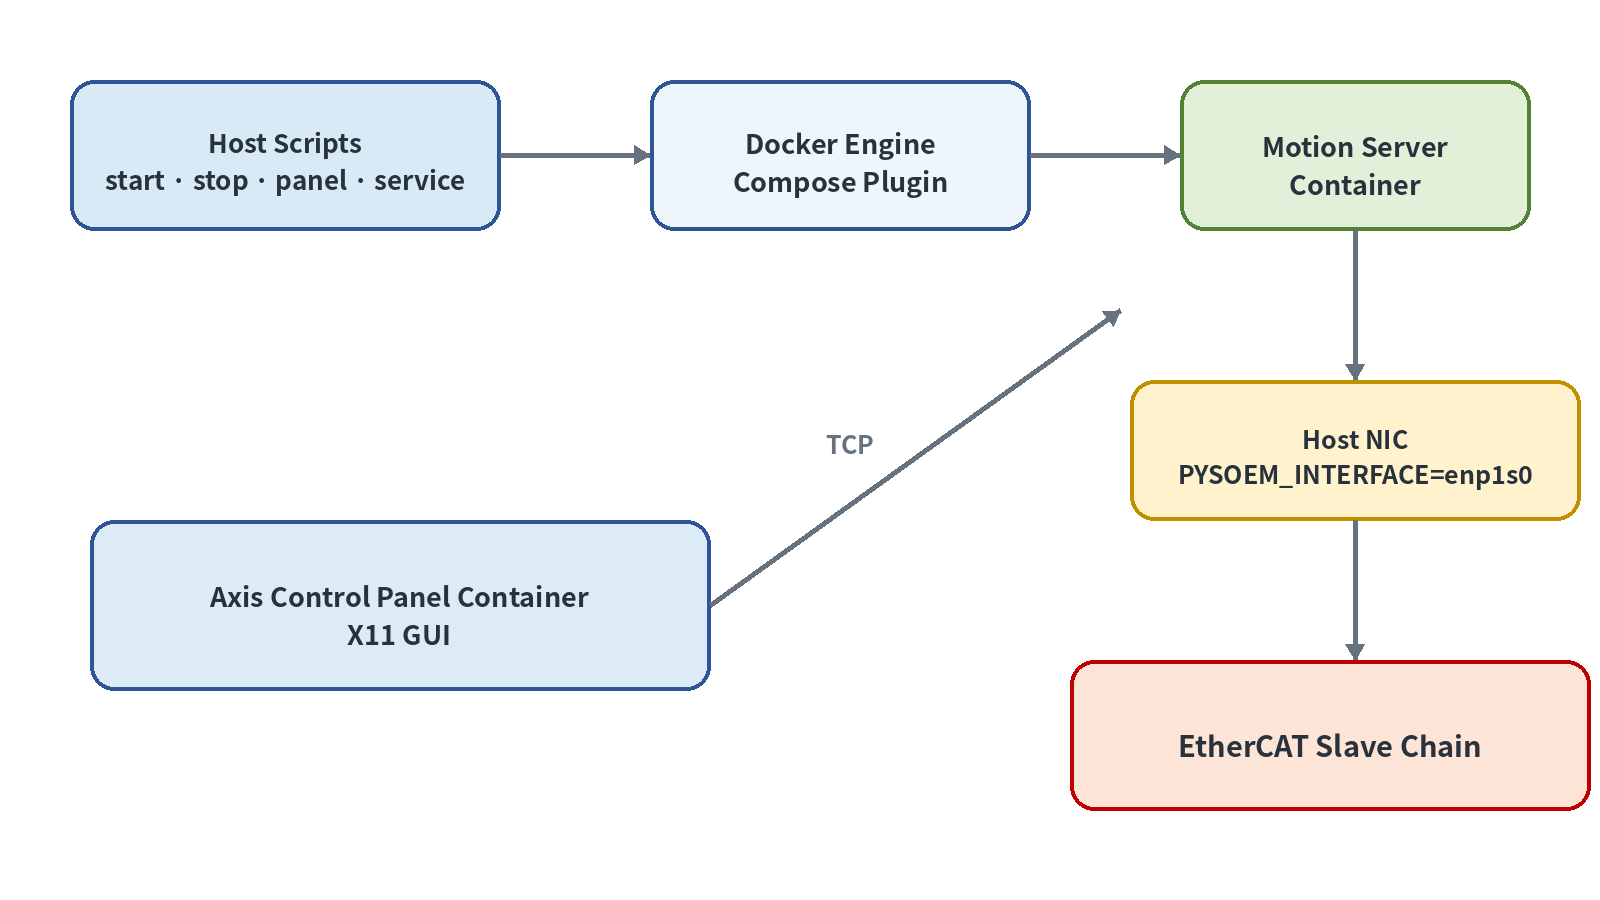 Host Scripts
start · stop · panel · service
Docker Engine
Compose Plugin
Motion Server
Container
TCP
Host NIC
PYSOEM_INTERFACE=enp1s0
Axis Control Panel Container
X11 GUI
EtherCAT Slave Chain